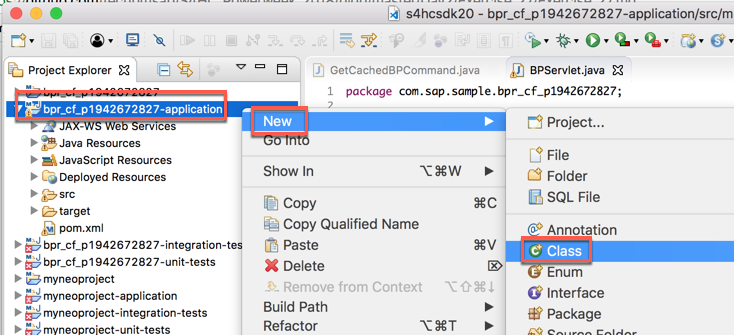 s4hcsdk20 - bpr_cf_p1942672827-application/src/m
Project Explorer
GetCachedBPCommand.java
BPServlet.java
bpr_cf_p1942672827
bpr_cf_p1942672827-application
JAX-WS Web Services
Java Resources
JavaScript Resources
Deployed Resources
src
target
pom.xml
bpr_cf_p1942672827-integration-tes
bpr_cf_p1942672827-unit-tests
myneoproject
myneoproject-application
myneoproject-integration-tests
myneoproject-unit-tests
1 package com.sap.sample.bpr_cf_p1942672827;
2
New
Go Into
Show In ⌥⌘W
Copy ⌘C
Copy Qualified Name
Paste ⌘V
Delete ⌦
Remove from Context ⌥⇧⌘↓
Build Path
Refactor ⌥⌘T
Project...
File
Folder
SQL File
Annotation
Class
Enum
Interface
Package
Source Folder